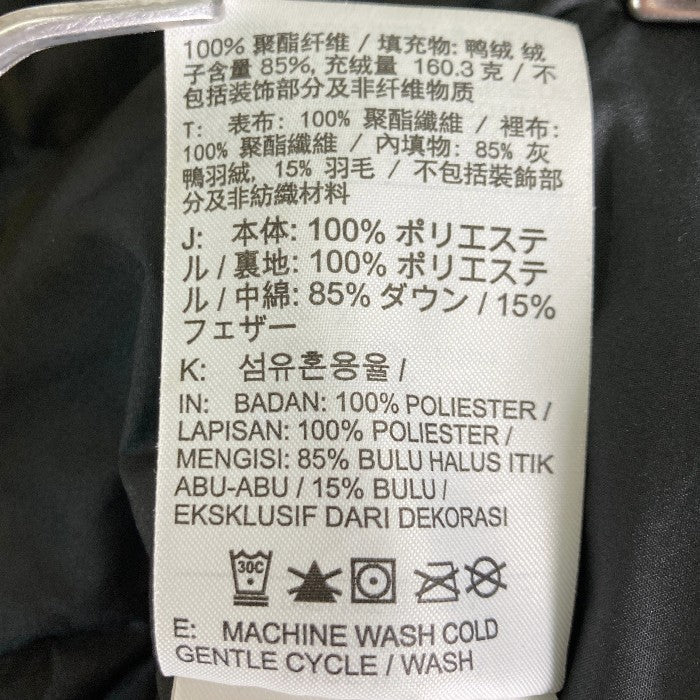 100% 聚酯纤维 / 填充物: 鸭绒 绒
子含量 85%, 充绒量 160.3 克 / 不
包括装饰部分及非纤维物质
T: 表布: 100% 聚酯纖維 / 裡布:
100% 聚酯纖維 / 內填物: 85% 灰
鴨羽絨, 15% 羽毛 / 不包括裝飾部
分及非紡織材料
J: 本体: 100% ポリエステ
ル / 裏地: 100% ポリエステ
ル / 中綿: 85% ダウン / 15%
フェザー
K: 섬유혼용율 /
IN: BADAN: 100% POLIESTER /
LAPISAN: 100% POLIESTER /
MENGISI: 85% BULU HALUS ITIK
ABU-ABU / 15% BULU /
EKSKLUSIF DARI DEKORASI
30C
E: MACHINE WASH COLD
GENTLE CYCLE / WASH